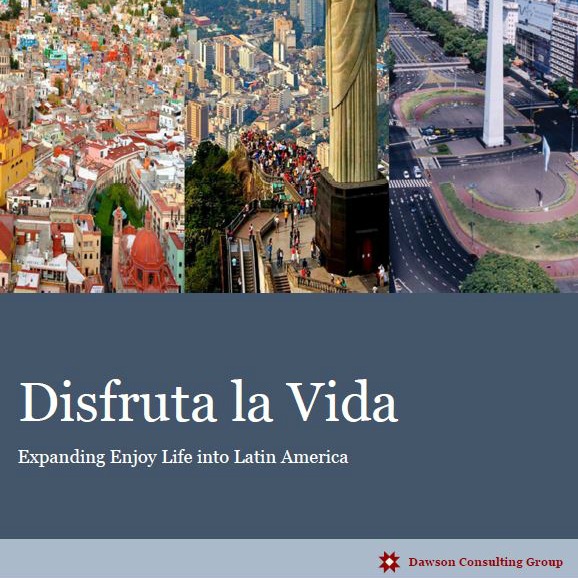 Disfruta la Vida
Expanding Enjoy Life into Latin America
Dawson Consulting Group